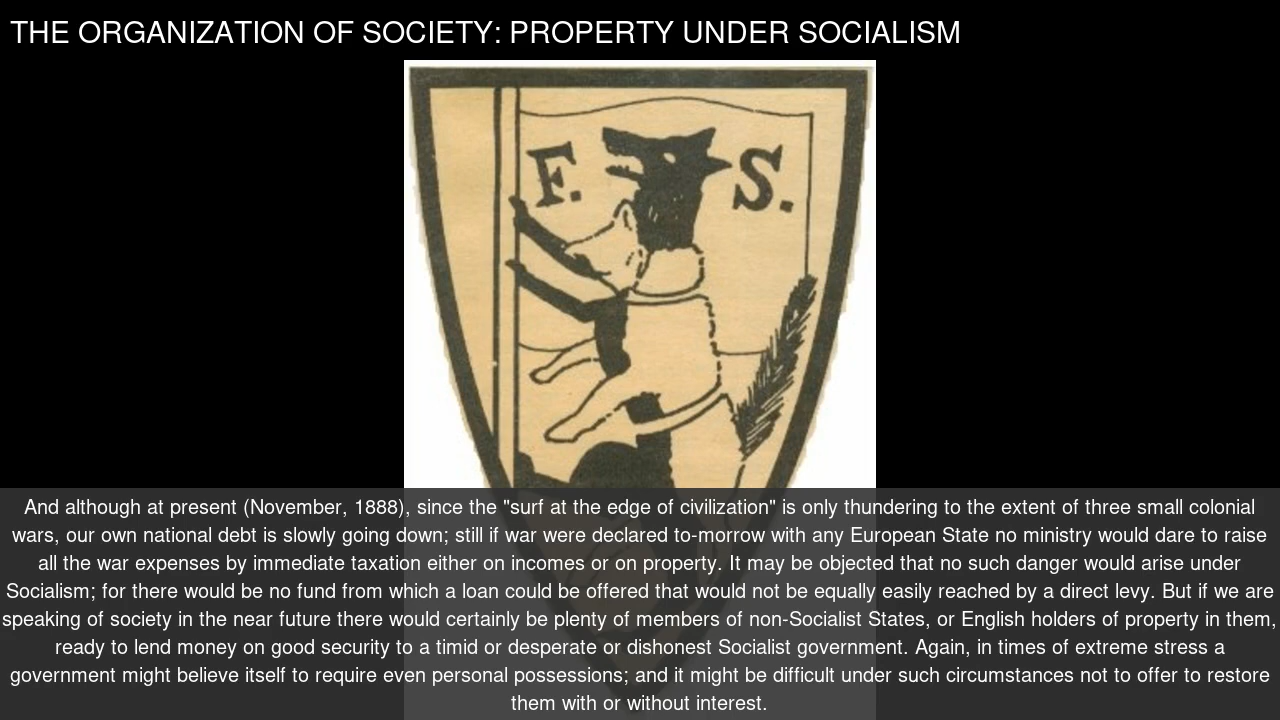 THE ORGANIZATION OF SOCIETY: PROPERTY UNDER SOCIALISM
F. S.
And although at present (November, 1888), since the "surf at the edge of civilization" is only thundering to the extent of three small colonial
wars, our own national debt is slowly going down; still if war were declared to-morrow with any European State no ministry would dare to raise
all the war expenses by immediate taxation either on incomes or on property. It may be objected that no such danger would arise under
Socialism; for there would be no fund from which a loan could be offered that would not be equally easily reached by a direct levy. But if we are
speaking of society in the near future there would certainly be plenty of members of non-Socialist States, or English holders of property in them,
ready to lend money on good security to a timid or desperate or dishonest Socialist government. Again, in times of extreme stress a
government might believe itself to require even personal possessions; and it might be difficult under such circumstances not to offer to restore
them with or without interest.